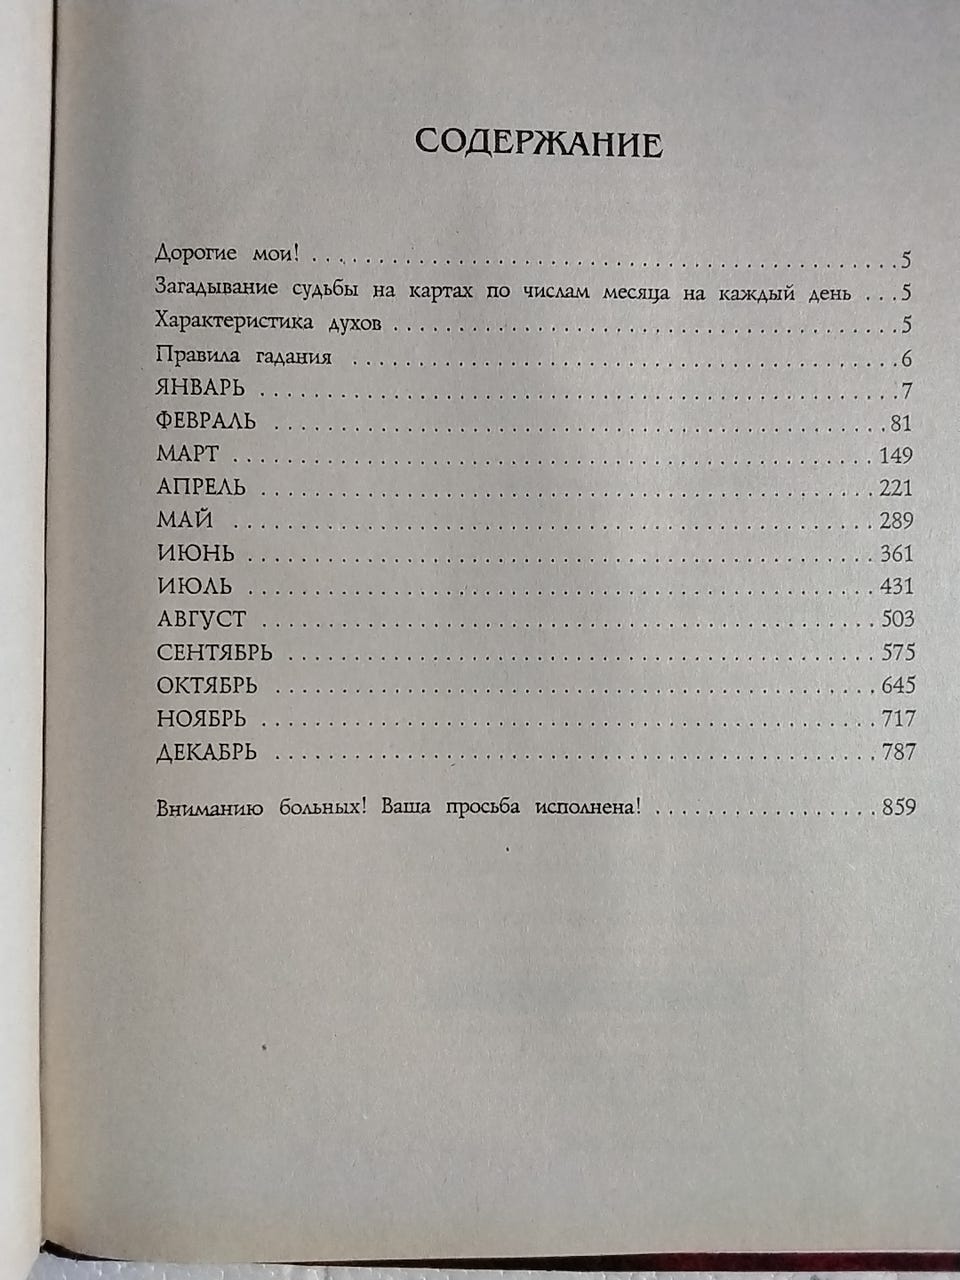 СОДЕРЖАНИЕ
Дорогие мои! . . . . . . . . . . . . . . . . . . . . . . . . . . . . . . . . . . . . . . . . . . . 5
Загадывание судьбы на картах по числам месяца на каждый день . . . 5
Характеристика духов . . . . . . . . . . . . . . . . . . . . . . . . . . . . . . . . . . . . . 5
Правила гадания . . . . . . . . . . . . . . . . . . . . . . . . . . . . . . . . . . . . . . . . 6
ЯНВАРЬ . . . . . . . . . . . . . . . . . . . . . . . . . . . . . . . . . . . . . . . . . . . . . . . 7
ФЕВРАЛЬ . . . . . . . . . . . . . . . . . . . . . . . . . . . . . . . . . . . . . . . . . . . . . 81
МАРТ . . . . . . . . . . . . . . . . . . . . . . . . . . . . . . . . . . . . . . . . . . . . . . . 149
АПРЕЛЬ . . . . . . . . . . . . . . . . . . . . . . . . . . . . . . . . . . . . . . . . . . . . . 221
МАЙ . . . . . . . . . . . . . . . . . . . . . . . . . . . . . . . . . . . . . . . . . . . . . . . 289
ИЮНЬ . . . . . . . . . . . . . . . . . . . . . . . . . . . . . . . . . . . . . . . . . . . . . . 361
ИЮЛЬ . . . . . . . . . . . . . . . . . . . . . . . . . . . . . . . . . . . . . . . . . . . . . . 431
АВГУСТ . . . . . . . . . . . . . . . . . . . . . . . . . . . . . . . . . . . . . . . . . . . . . 503
СЕНТЯБРЬ . . . . . . . . . . . . . . . . . . . . . . . . . . . . . . . . . . . . . . . . . . . 575
ОКТЯБРЬ . . . . . . . . . . . . . . . . . . . . . . . . . . . . . . . . . . . . . . . . . . . . 645
НОЯБРЬ . . . . . . . . . . . . . . . . . . . . . . . . . . . . . . . . . . . . . . . . . . . . . 717
ДЕКАБРЬ . . . . . . . . . . . . . . . . . . . . . . . . . . . . . . . . . . . . . . . . . . . . 787
Вниманию больных! Ваша просьба исполнена! . . . . . . . . . . . . . . . . . 859